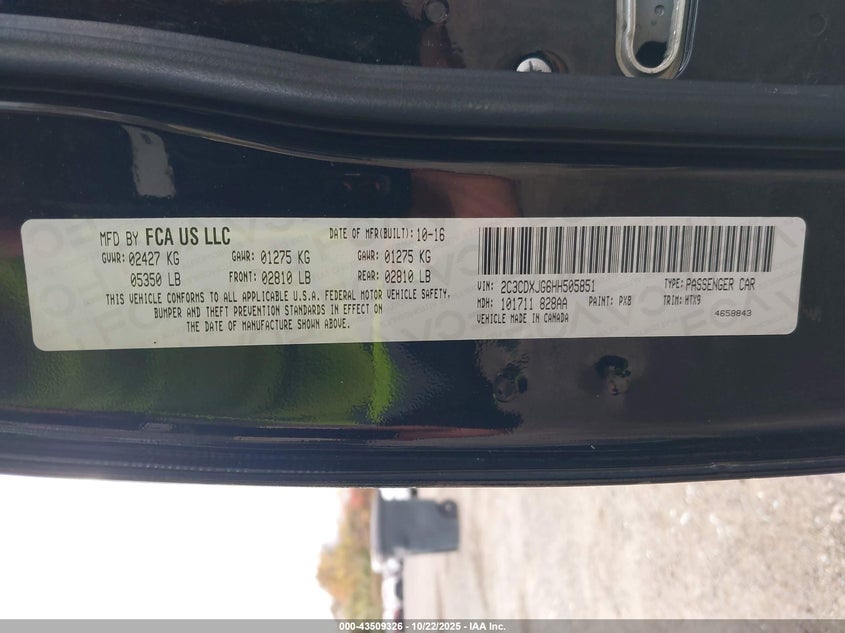 MFD BY FCA US LLC
DATE OF MFR(BUILT): 10-16
GVWR: 02427 KG
GAWR: 01275 KG
GAWR: 01275 KG
05350 LB
FRONT: 02810 LB
REAR: 02810 LB
THIS VEHICLE CONFORMS TO ALL APPLICABLE U.S.A. FEDERAL MOTOR VEHICLE SAFETY,
BUMPER AND THEFT PREVENTION STANDARDS IN EFFECT ON
THE DATE OF MANUFACTURE SHOWN ABOVE.
VIN: 2C3CDXJG6HH505851
TYPE: PASSENGER CAR
MDH: 101711 828AA
PAINT: PX8
TRIM: HTX9
VEHICLE MADE IN CANADA
4658843
000-43509326 - 10/22/2025 - IAA Inc.